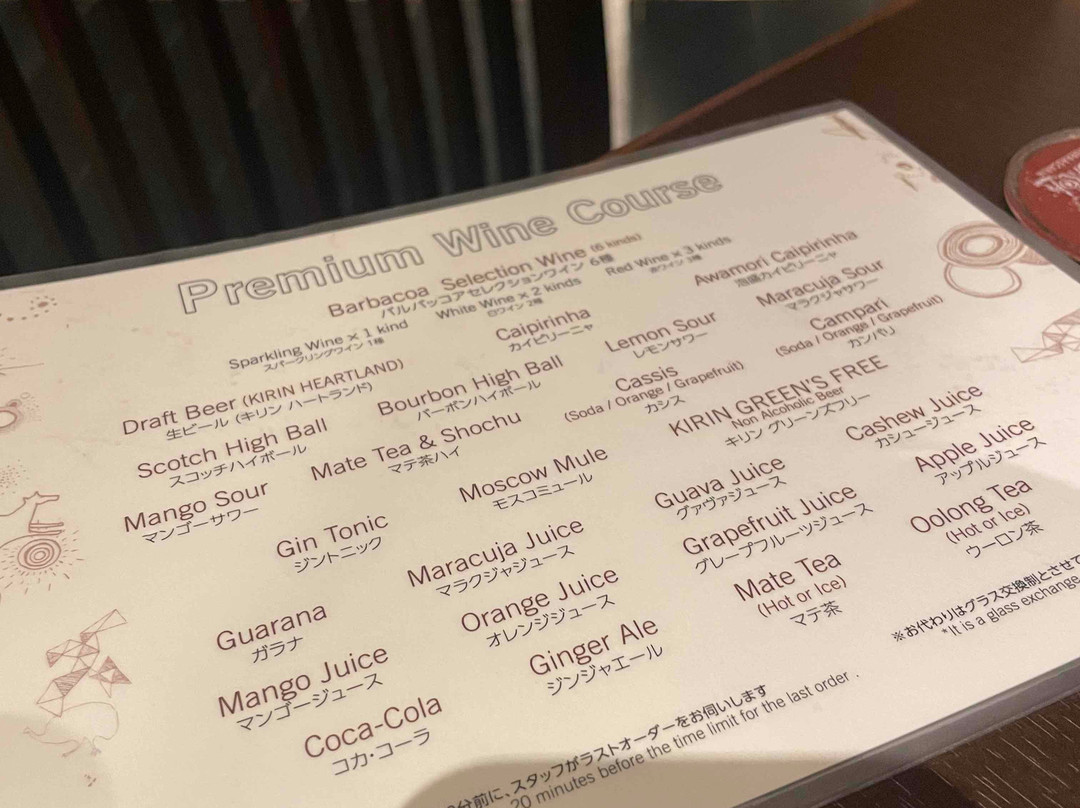 Premium Wine Course
Barbacoa Selection Wine (6 kinds)
バルバッコアセレクションワイン 6種
Sparkling Wine × 1 kind
スパークリングワイン 1種
White Wine × 2 kinds
白ワイン 2種
Red Wine × 3 kinds
赤ワイン 3種
Draft Beer (KIRIN HEARTLAND)
生ビール (キリン ハートランド)
Caipirinha
カイピリーニャ
Awamori Caipirinha
泡盛カイピリーニャ
Scotch High Ball
スコッチハイボール
Bourbon High Ball
バーボンハイボール
Lemon Sour
レモンサワー
Maracuja Sour
マラクジャサワー
Mango Sour
マンゴーサワー
Mate Tea & Shochu
マテ茶ハイ
Cassis
(Soda / Orange / Grapefruit)
カシス
Campari
(Soda / Orange / Grapefruit)
カンパリ
Gin Tonic
ジントニック
Moscow Mule
モスコミュール
KIRIN GREEN'S FREE
Non Alcoholic Beer
キリン グリーンズフリー
Guarana
ガラナ
Maracuja Juice
マラクジャジュース
Guava Juice
グァヴァジュース
Cashew Juice
カシュージュース
Mango Juice
マンゴージュース
Orange Juice
オレンジジュース
Grapefruit Juice
グレープフルーツジュース
Apple Juice
アップルジュース
Coca-Cola
コカ・コーラ
Ginger Ale
ジンジャエール
Mate Tea
(Hot or Ice)
マテ茶
Oolong Tea
(Hot or Ice)
ウーロン茶
※お代わりはグラス交換制とさせて
*It is a glass exchange
分前に、スタッフがラストオーダーをお伺いします
20 minutes before the time limit for the last order .